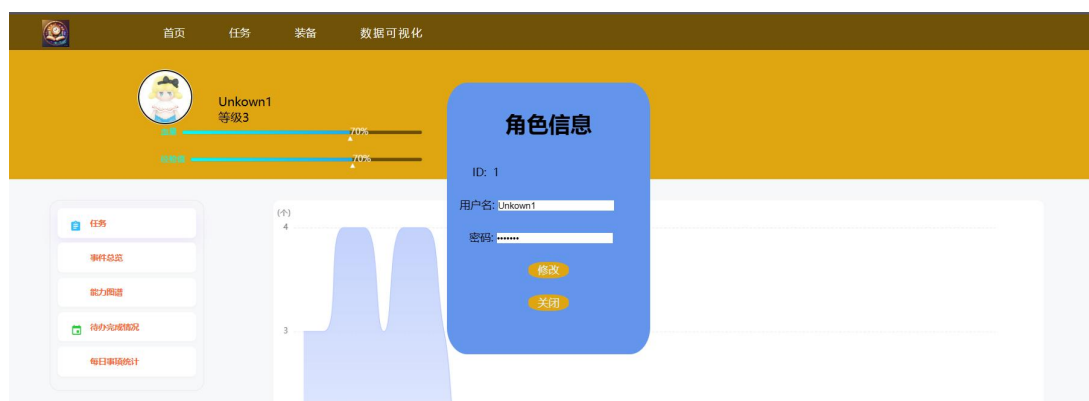 首页 任务 装备 数据可视化
Unkown1
等级3
70%
70%
角色信息
ID: 1
用户名: Unkown1
密码: •••••••
修改
关闭
任务
事件总览
能力图谱
待办完成情况
每日事项统计
(个)
4
3